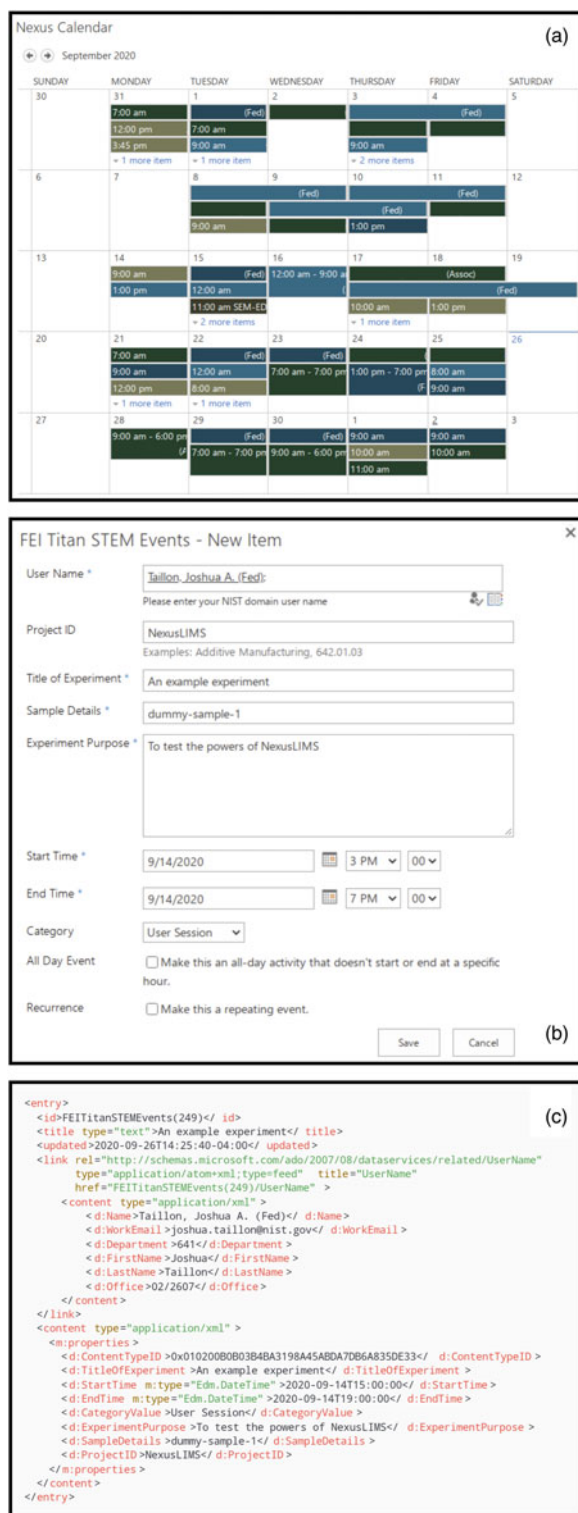 Nexus Calendar
(a)
September 2020
SUNDAY MONDAY TUESDAY WEDNESDAY THURSDAY FRIDAY SATURDAY
30 31 1 2 3 4 5
7:00 am (Fed) (Fed)
12:00 pm 7:00 am
3:45 pm 9:00 am 9:00 am
1 more item 1 more item 2 more items
6 7 8 9 10 11 12
(Fed) (Fed)
(Fed)
9:00 am 1:00 pm
13 14 15 16 17 18 19
9:00 am (Fed) 12:00 am - 9:00 a (Assoc)
1:00 pm 12:00 am ( (Fed)
11:00 am SEM-ED 10:00 am 1:00 pm
2 more items 1 more item
20 21 22 23 24 25 26
7:00 am (Fed) (Fed) (
9:00 am 12:00 am 7:00 am - 7:00 pm 1:00 pm - 7:00 pm 8:00 am
12:00 pm 8:00 am (F 9:00 am
1 more item 1 more item
27 28 29 30 1 2 3
9:00 am - 6:00 pm (Fed) (Fed) 9:00 am 9:00 am
(A 7:00 am - 7:00 pm 9:00 am - 6:00 pm 10:00 am 10:00 am
11:00 am
FEI Titan STEM Events - New Item
User Name * Taillon, Joshua A. (Fed);
Please enter your NIST domain user name
Project ID NexusLIMS
Examples: Additive Manufacturing, 642.01.03
Title of Experiment * An example experiment
Sample Details * dummy-sample-1
Experiment Purpose * To test the powers of NexusLIMS
Start Time * 9/14/2020 3 PM 00
End Time * 9/14/2020 7 PM 00
Category User Session
All Day Event Make this an all-day activity that doesn't start or end at a specific
hour.
Recurrence Make this a repeating event.
Save Cancel
(b)
(c)
<entry>
<id>FEITitanSTEMEvents(249)</ id>
<title type="text">An example experiment</ title>
<updated>2020-09-26T14:25:40-04:00</ updated>
<link rel="http://schemas.microsoft.com/ado/2007/08/dataservices/related/UserName"
type="application/atom+xml;type=feed" title="UserName"
href="FEITitanSTEMEvents(249)/UserName" >
<content type="application/xml" >
<d:Name>Taillon, Joshua A. (Fed)</ d:Name>
<d:WorkEmail>joshua.taillon@nist.gov</ d:WorkEmail>
<d:Department>641</ d:Department>
<d:FirstName>Joshua</ d:FirstName>
<d:LastName>Taillon</ d:LastName>
<d:Office>02/2607</ d:Office>
</content>
</link>
<content type="application/xml" >
<m:properties >
<d:ContentTypeID >0x010200B0B03B4BA3198A45ABDA7DB6A835DE33</ d:ContentTypeID >
<d:TitleOfExperiment >An example experiment</ d:TitleOfExperiment >
<d:StartTime m:type="Edm.DateTime" >2020-09-14T15:00:00</ d:StartTime >
<d:EndTime m:type="Edm.DateTime" >2020-09-14T19:00:00</ d:EndTime >
<d:CategoryValue >User Session</ d:CategoryValue >
<d:ExperimentPurpose >To test the powers of NexusLIMS</ d:ExperimentPurpose >
<d:SampleDetails >dummy-sample-1</ d:SampleDetails >
<d:ProjectID >NexusLIMS</ d:ProjectID >
</m:properties >
</content>
</entry>